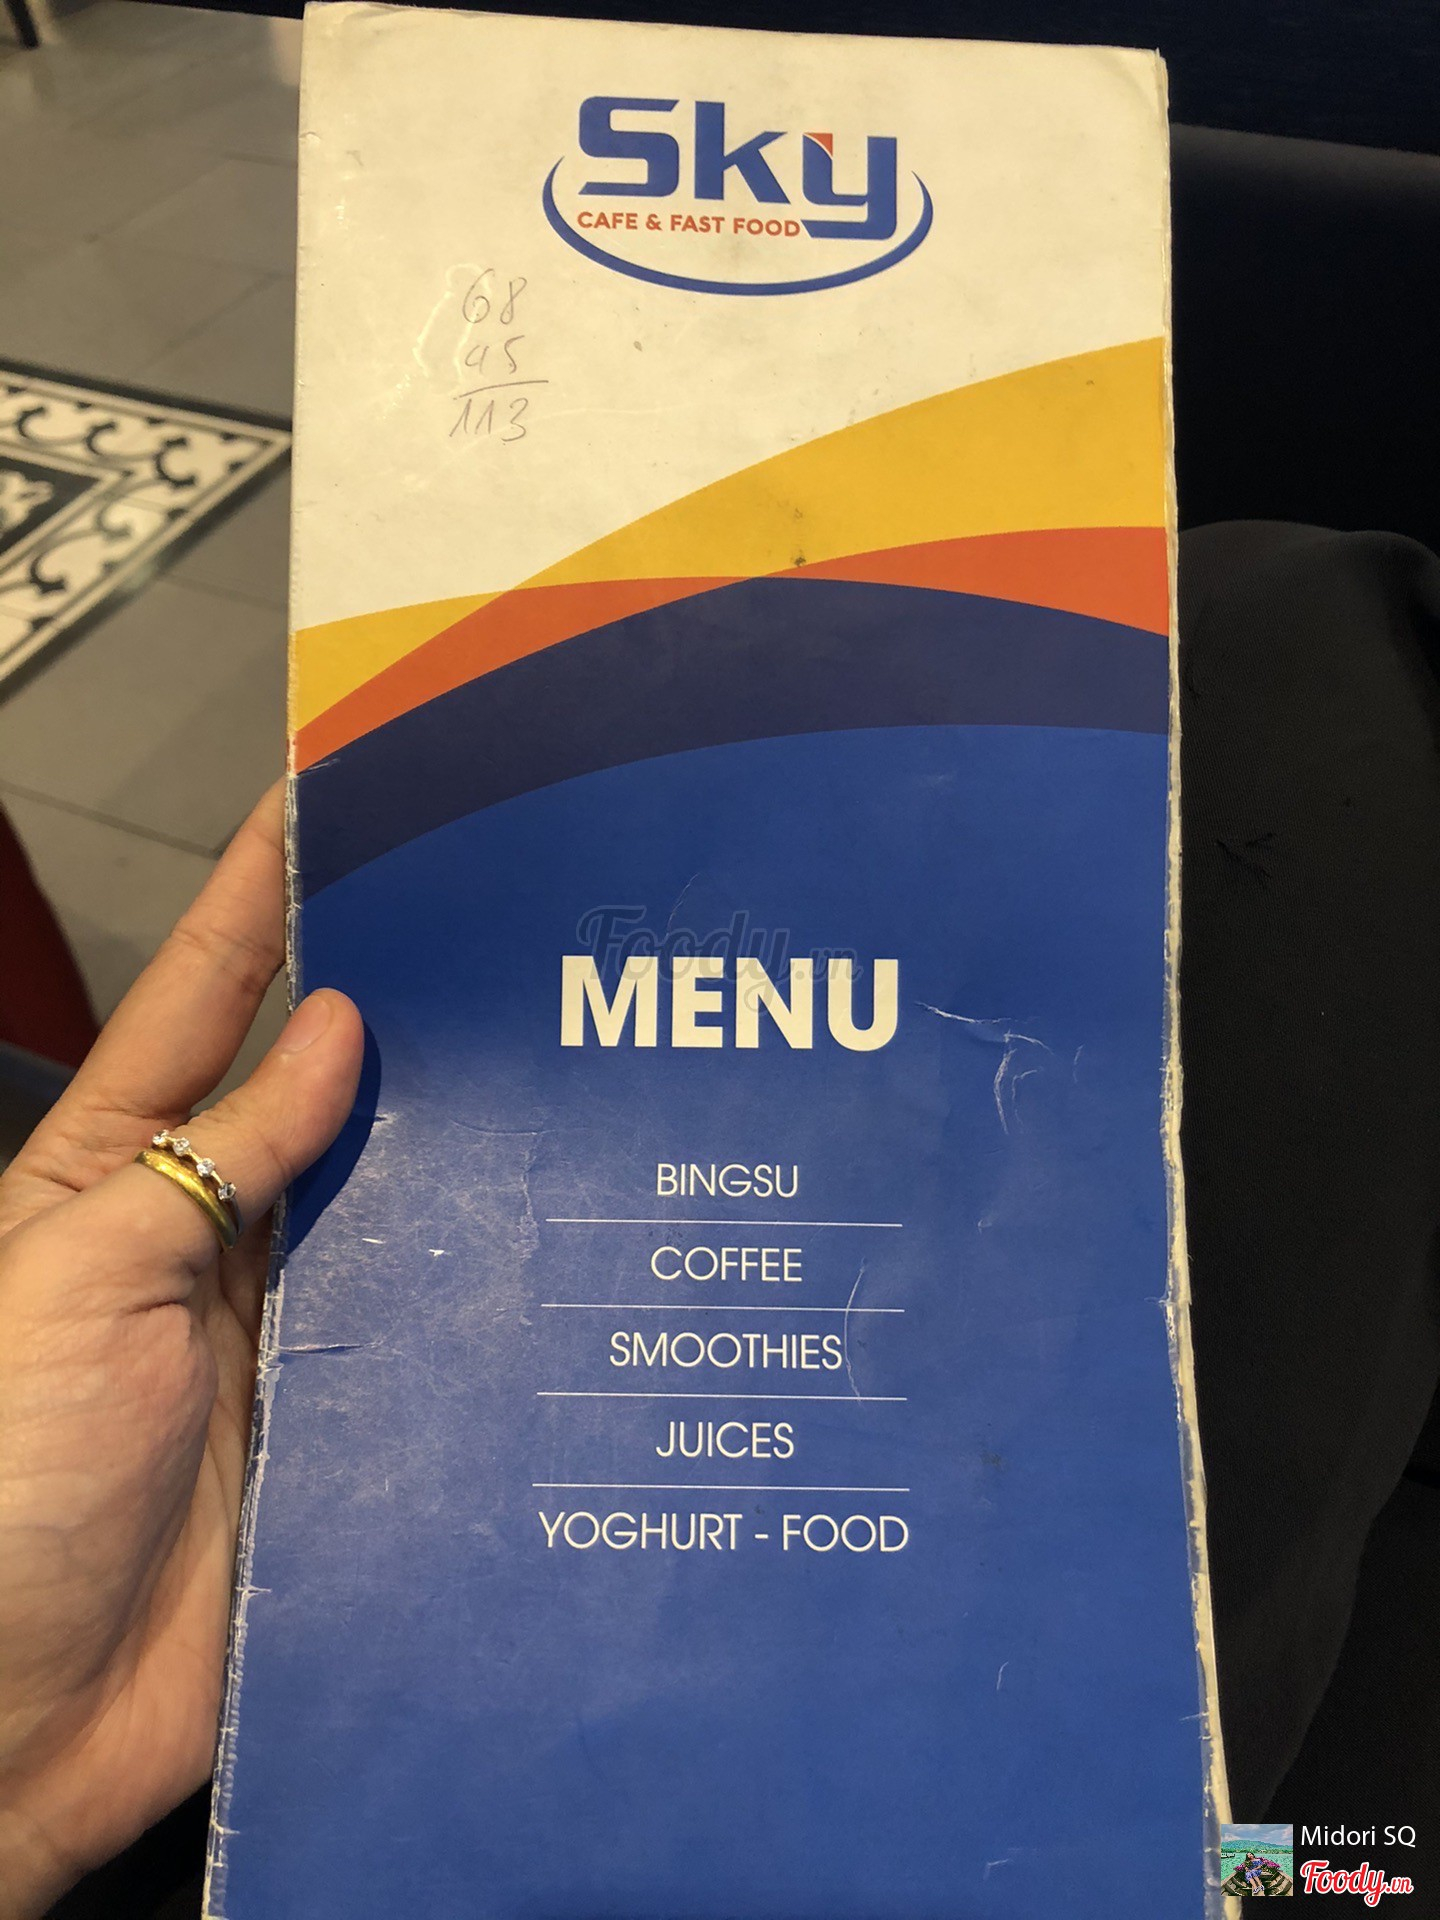 Sky
CAFE & FAST FOOD
68
45
113
Foody.vn
MENU
BINGSU
COFFEE
SMOOTHIES
JUICES
YOGHURT - FOOD
Midori SQ
Foody.vn